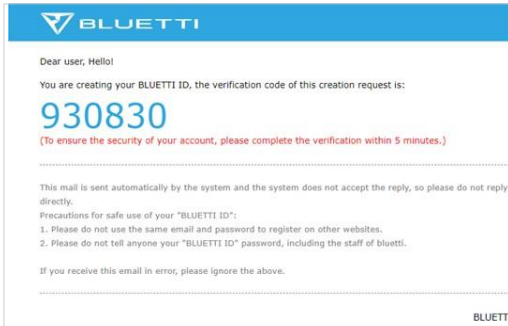 BLUETTI
Dear user, Hello!
You are creating your BLUETTI ID, the verification code of this creation request is:
930830
(To ensure the security of your account, please complete the verification within 5 minutes.)
This mail is sent automatically by the system and the system does not accept the reply, so please do not reply
directly.
Precautions for safe use of your "BLUETTI ID":
1. Please do not use the same email and password to register on other websites.
2. Please do not tell anyone your "BLUETTI ID" password, including the staff of bluetti.
If you receive this email in error, please ignore the above.
BLUETT